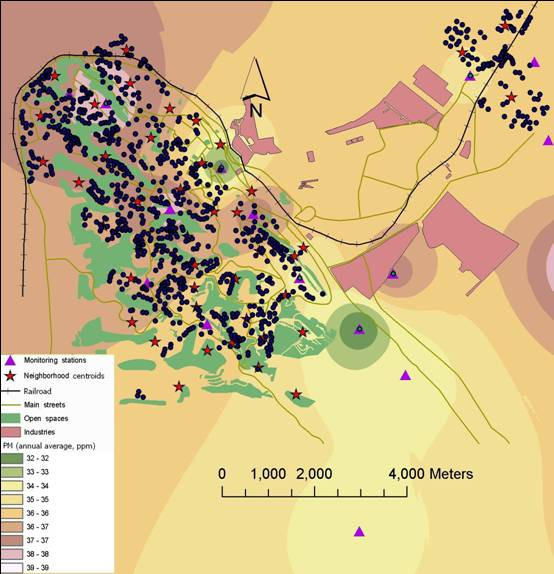 N
Monitoring stations
Neighborhood centroids
Railroad
Main streets
Open spaces
Industries
PM (annual average, ppm)
32 - 32
33 - 33
34 - 34
35 - 35
36 - 36
36 - 37
37 - 37
38 - 38
39 - 39
0 1,000 2,000 4,000 Meters